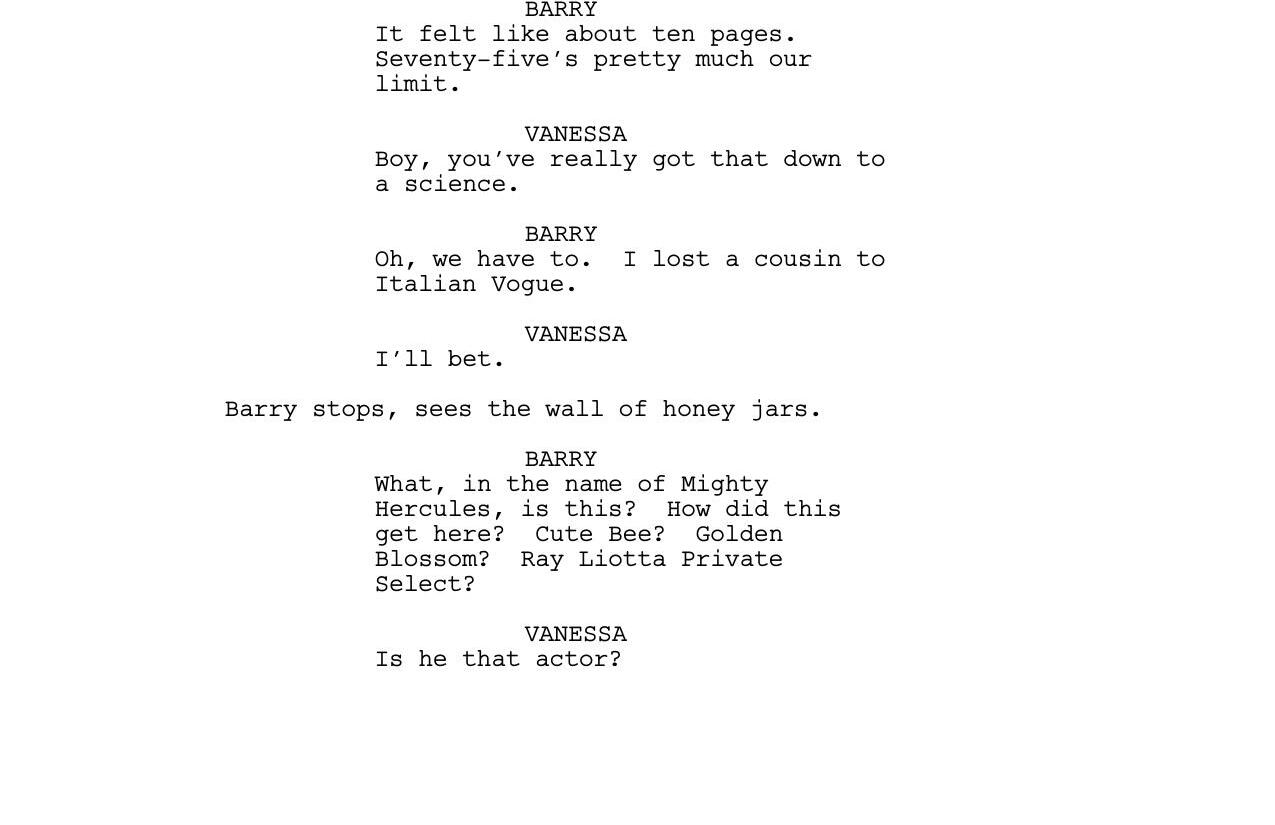 BARRY
It felt like about ten pages.
Seventy-five's pretty much our
limit.
VANESSA
Boy, you've really got that down to
a science.
BARRY
Oh, we have to.  I lost a cousin to
Italian Vogue.
VANESSA
I'll bet.
Barry stops, sees the wall of honey jars.
BARRY
What, in the name of Mighty
Hercules, is this?  How did this
get here?  Cute Bee?  Golden
Blossom?  Ray Liotta Private
Select?
VANESSA
Is he that actor?